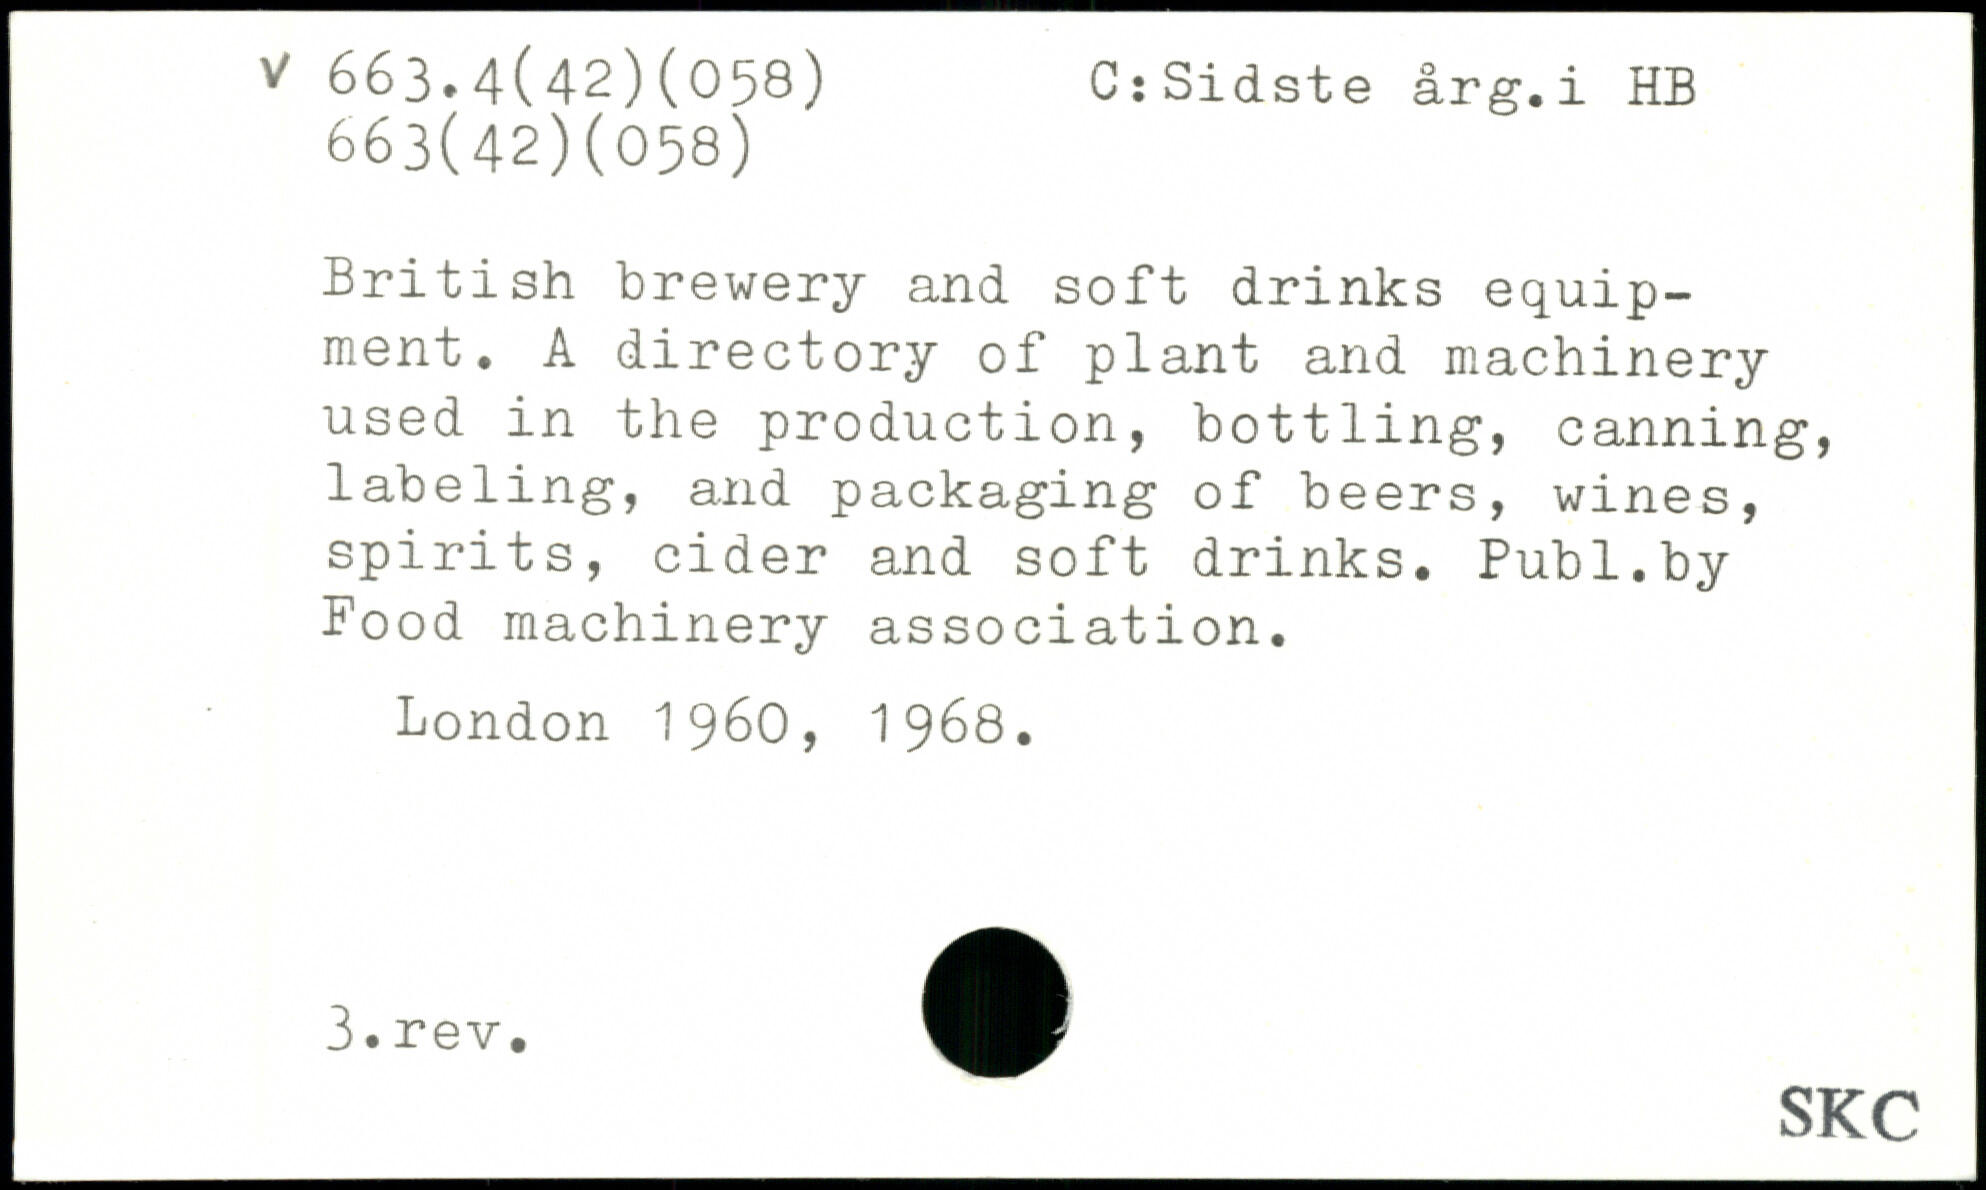 v 663.4(42)(058) C:Sidste årg.i HB
663(42)(058)
British brewery and soft drinks equip-
ment. A directory of plant and machinery
used in the production, bottling, canning,
labeling, and packaging of beers, wines,
spirits, cider and soft drinks. Publ.by
Food machinery association.
London 1960, 1968.
3.rev.
SKC